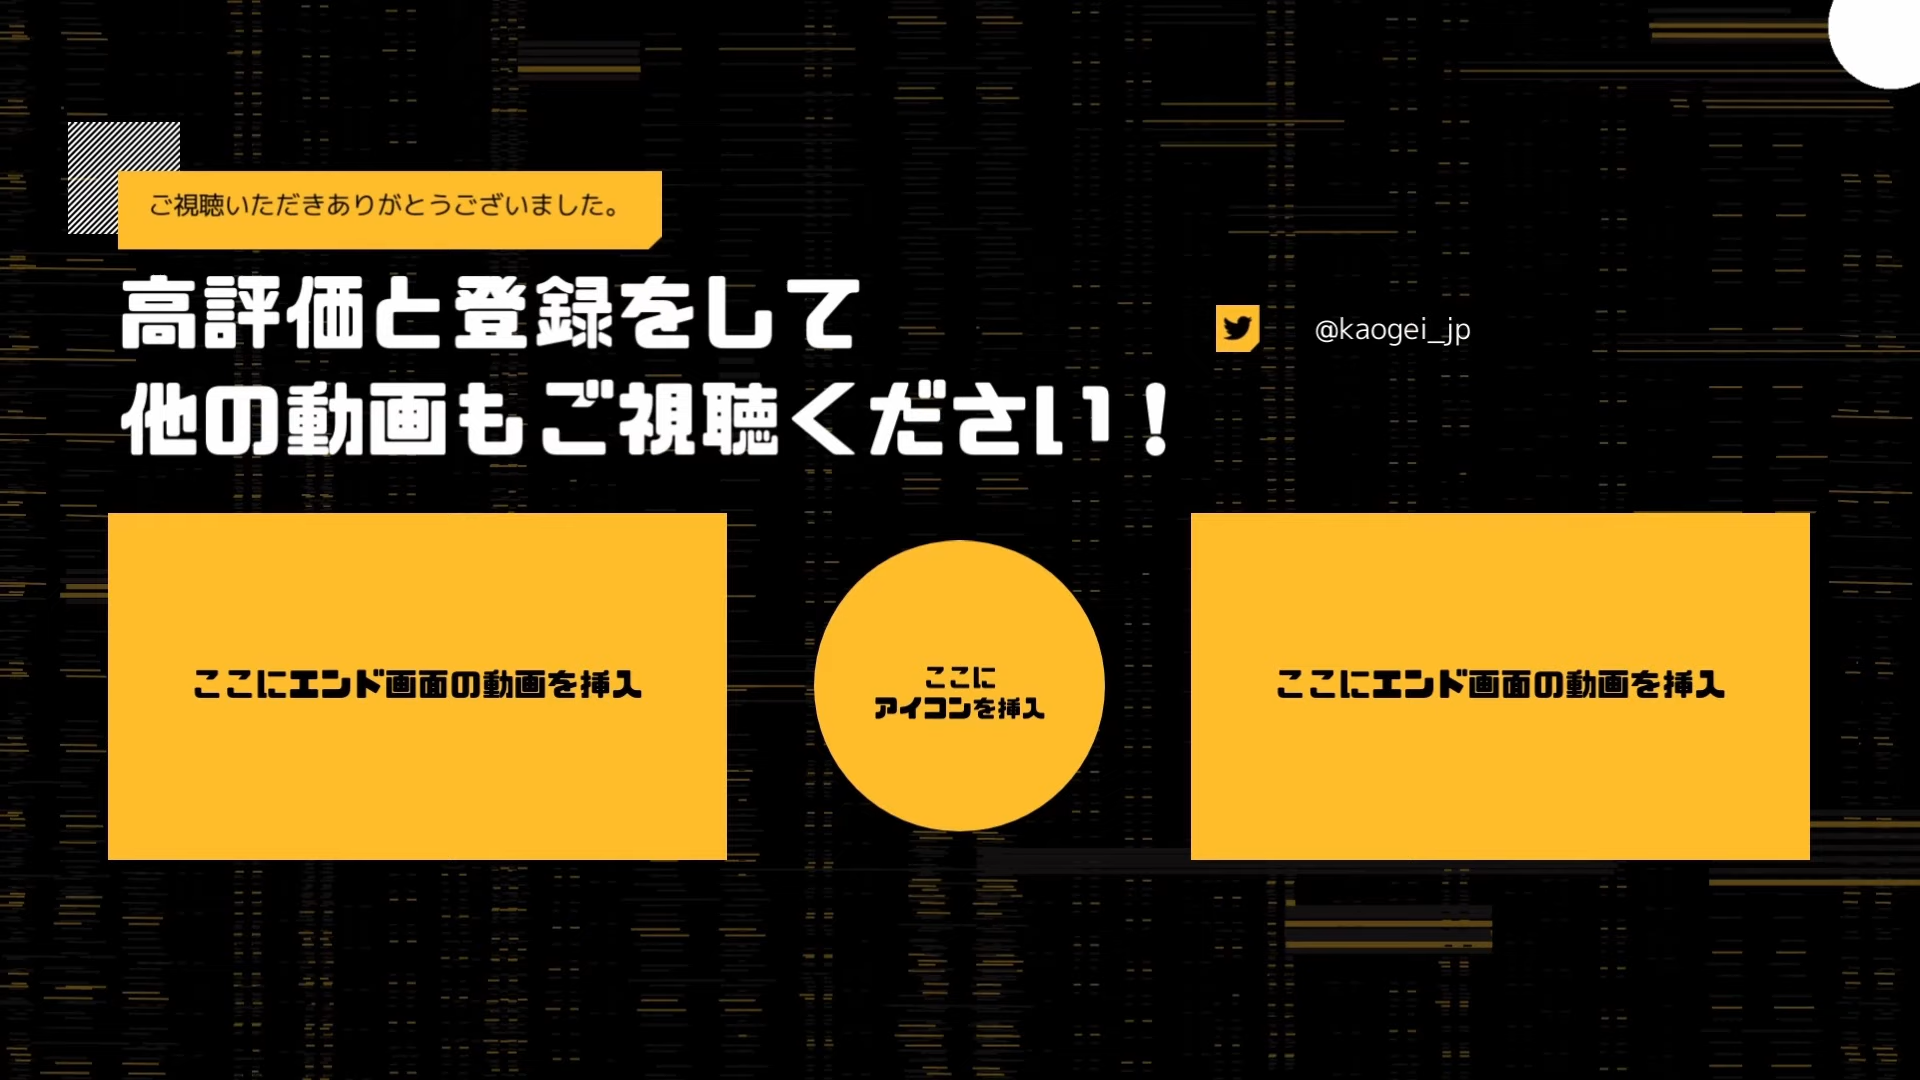 ご視聴いただきありがとうございました。
高評価と登録をして
他の動画もご視聴ください！
@kaogei_jp
ここにエンド画面の動画を挿入
ここに
アイコンを挿入
ここにエンド画面の動画を挿入